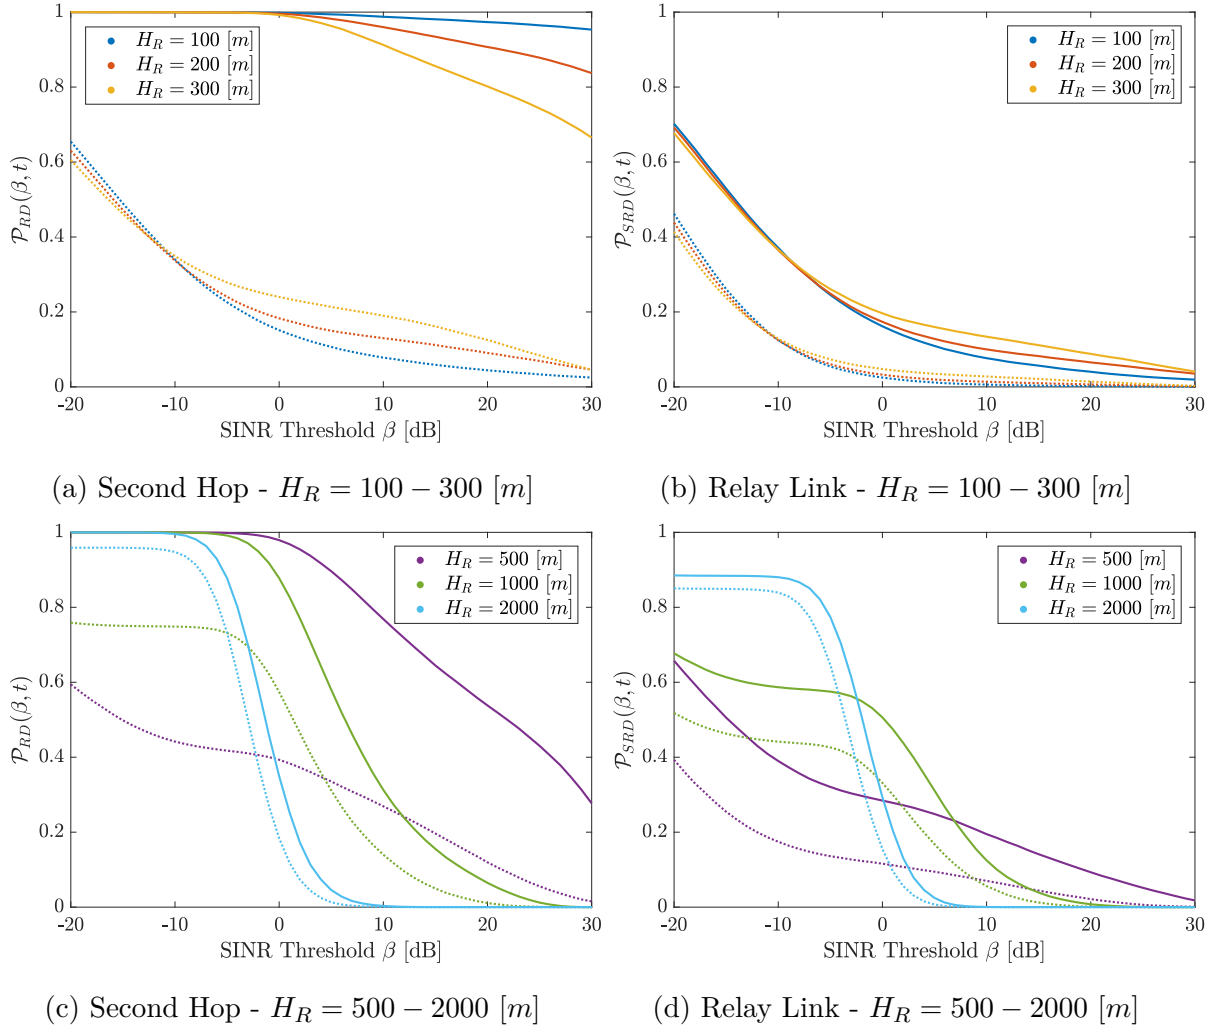 1
0.8
0.6
0.4
0.2
0
𝒫_RD(β, t)
H_R = 100 [m]
H_R = 200 [m]
H_R = 300 [m]
-20 -10 0 10 20 30
SINR Threshold β [dB]
(a) Second Hop - H_R = 100 − 300 [m]
1
0.8
0.6
0.4
0.2
0
𝒫_SRD(β, t)
H_R = 100 [m]
H_R = 200 [m]
H_R = 300 [m]
-20 -10 0 10 20 30
SINR Threshold β [dB]
(b) Relay Link - H_R = 100 − 300 [m]
1
0.8
0.6
0.4
0.2
0
𝒫_RD(β, t)
H_R = 500 [m]
H_R = 1000 [m]
H_R = 2000 [m]
-20 -10 0 10 20 30
SINR Threshold β [dB]
(c) Second Hop - H_R = 500 − 2000 [m]
1
0.8
0.6
0.4
0.2
0
𝒫_SRD(β, t)
H_R = 500 [m]
H_R = 1000 [m]
H_R = 2000 [m]
-20 -10 0 10 20 30
SINR Threshold β [dB]
(d) Relay Link - H_R = 500 − 2000 [m]